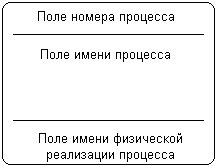 Поле номера процесса
Поле имени процесса
Поле имени физической
реализации процесса